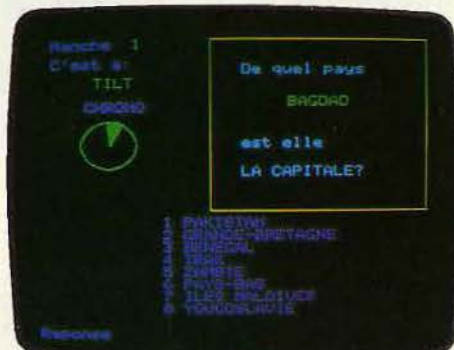 Manche 1
C'est a:
TILT
CHRONO
De quel pays
BAGDAD
est elle
LA CAPITALE?
1 PAKISTAN
2 GRANDE-BRETAGNE
3 SENEGAL
4 IRAK
5 ZAMBIE
6 PAYS-BAS
7 ILES MALDIVES
8 YOUGOSLAVIE
Reponse